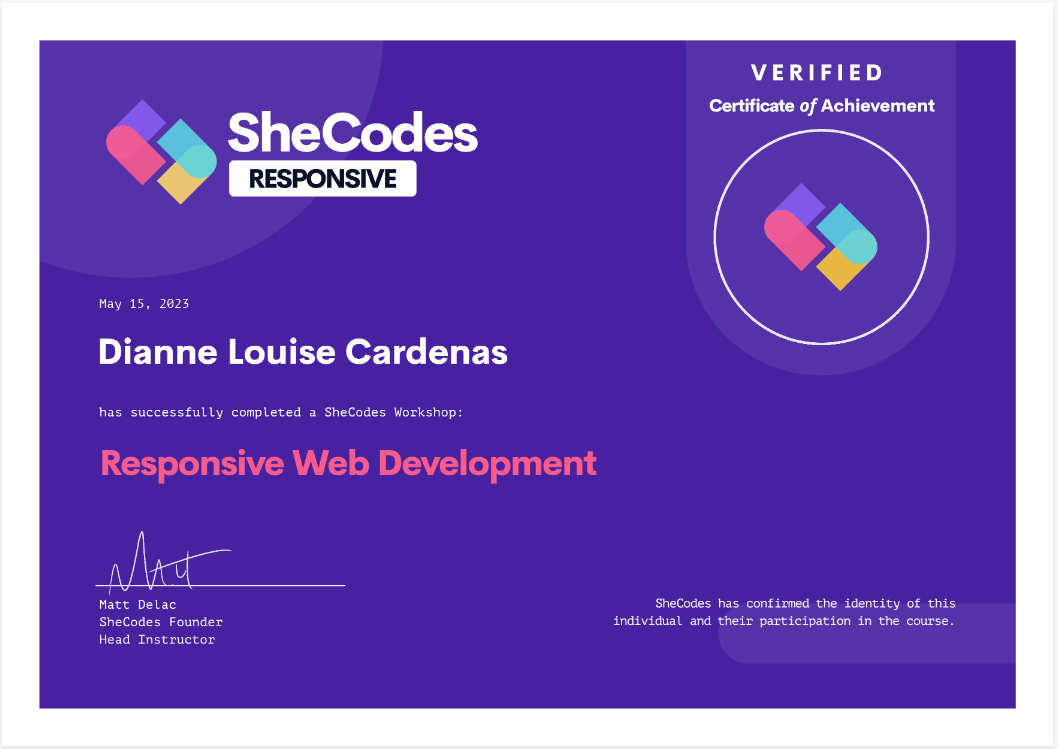 SheCodes
RESPONSIVE
VERIFIED
Certificate of Achievement
May 15, 2023
Dianne Louise Cardenas
has successfully completed a SheCodes Workshop:
Responsive Web Development
Matt Delac
SheCodes Founder
Head Instructor
SheCodes has confirmed the identity of this
individual and their participation in the course.